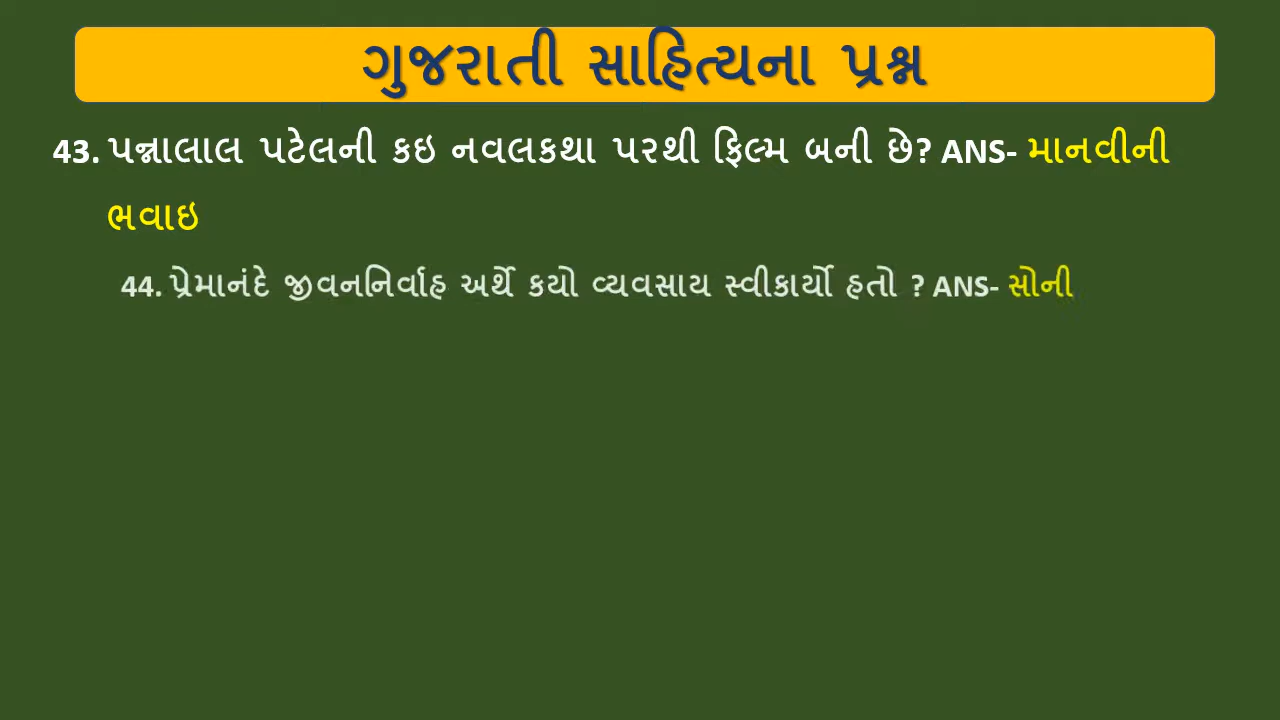 ગુજરાતી સાહિત્યના પ્રશ્ન
43. પન્નાલાલ પટેલની કઇ નવલકથા પરથી ફિલ્મ બની છે? ANS- માનવીની
ભવાઇ
44. પ્રેમાનંદે જીવનનિર્વાહ અર્થે કયો વ્યવસાય સ્વીકાર્યો હતો ? ANS- સોની